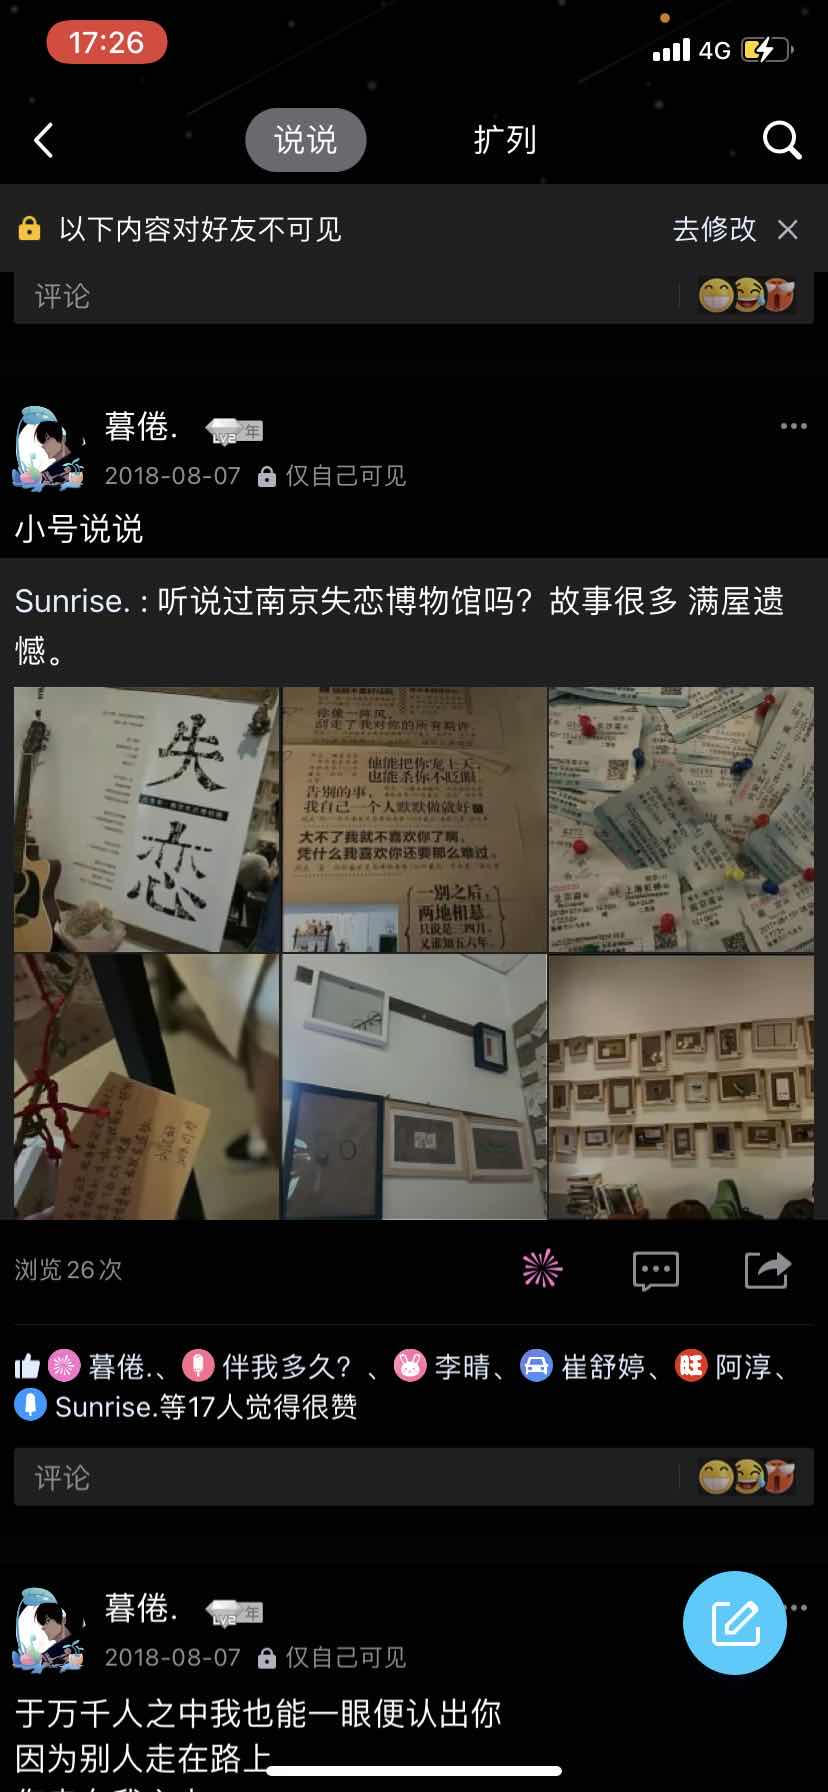 17:26
4G
说说
扩列
以下内容对好友不可见
去修改
评论
暮倦.
LV2 年
2018-08-07
仅自己可见
小号说说
Sunrise. : 听说过南京失恋博物馆吗？故事很多 满屋遗
憾。
失恋
你像一阵风,
刮走了我对你的所有期许。
他能把你宠上天,
也能杀你不眨眼。
告别的事,
我自己一个人默默做就好
大不了我就不喜欢你了啊,
凭什么我喜欢你还要那么难过。
一别之后,
两地相悬
只说是三四月,
又谁知五六年。
浏览26次
暮倦.、伴我多久？、李晴、崔舒婷、旺阿淳、
Sunrise.等17人觉得很赞
评论
暮倦.
LV2 年
2018-08-07
仅自己可见
于万千人之中我也能一眼便认出你
因为别人走在路上